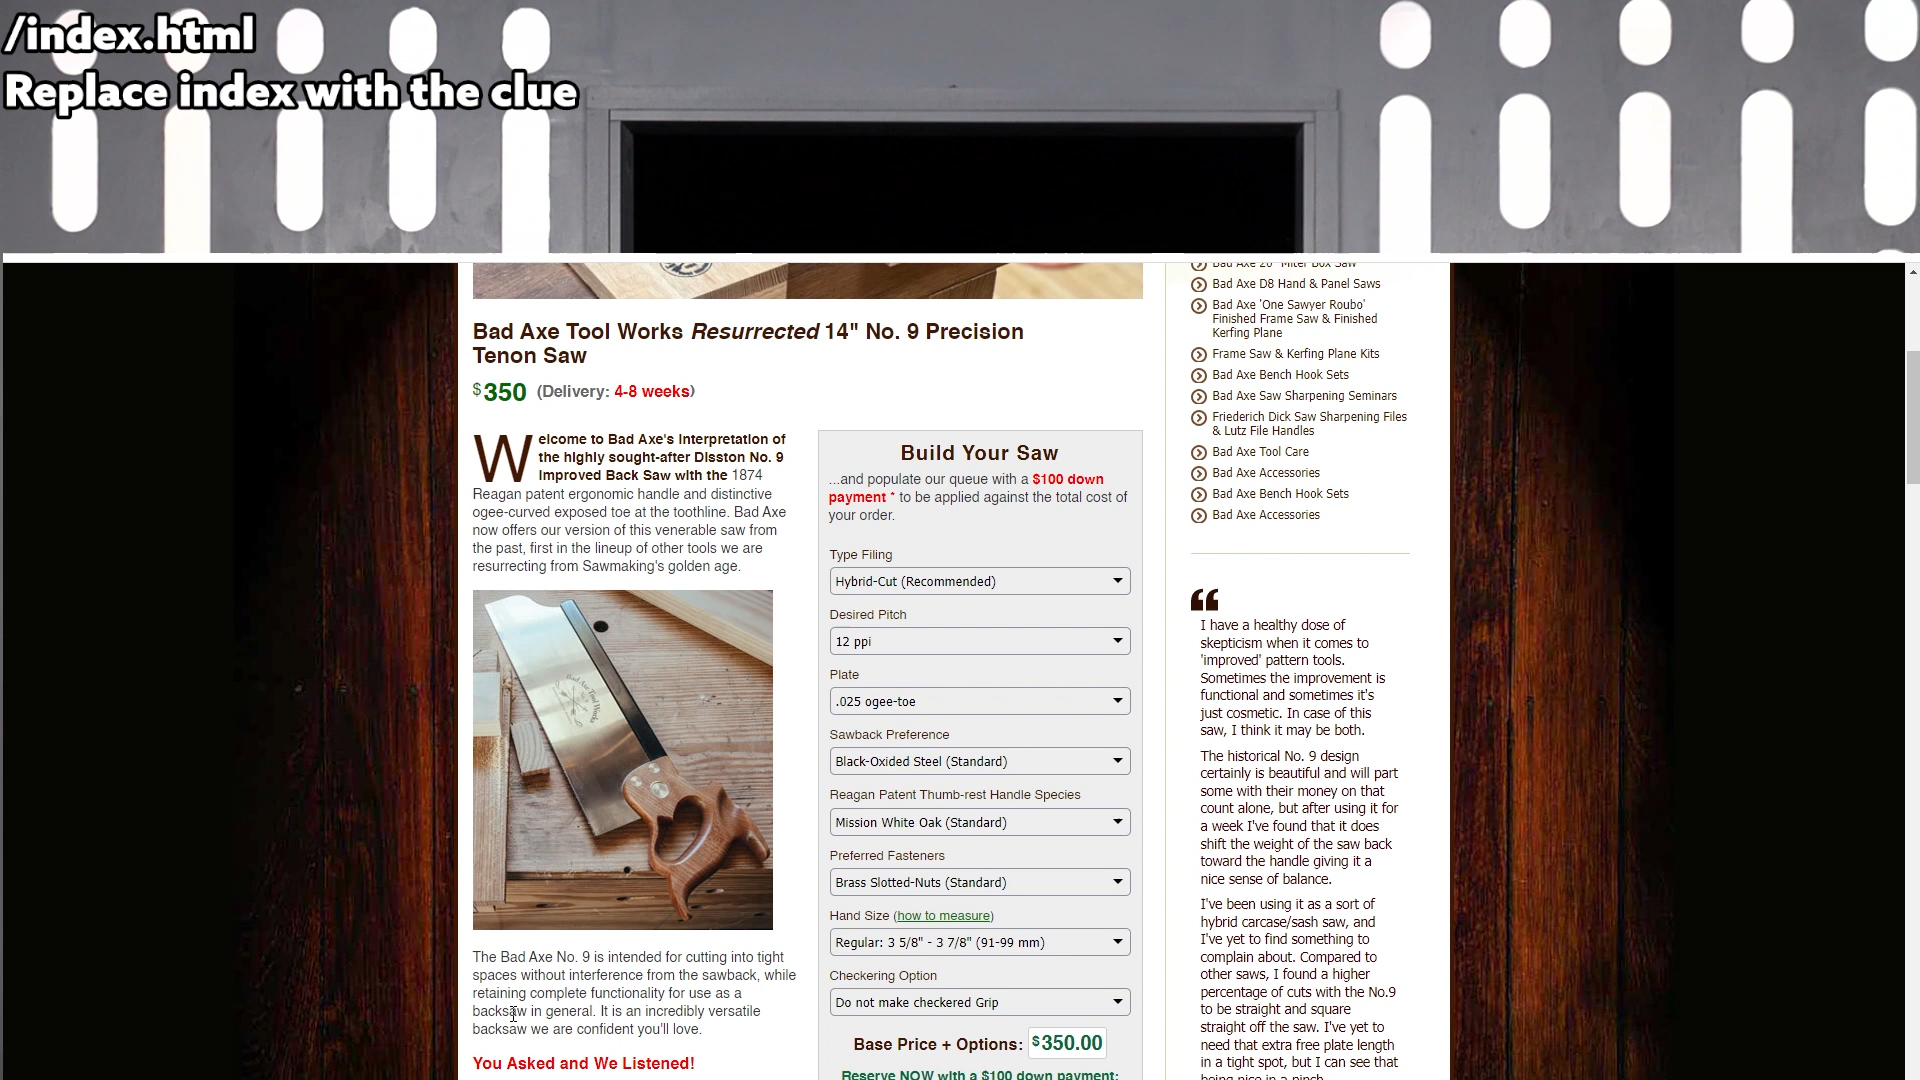 /index.html
Replace index with the clue
Bad Axe Tool Works Resurrected 14" No. 9 Precision
Tenon Saw
$350 (Delivery: 4-8 weeks)
Welcome to Bad Axe's interpretation of
the highly sought-after Disston No. 9
Improved Back Saw with the 1874
Reagan patent ergonomic handle and distinctive
ogee-curved exposed toe at the toothline. Bad Axe
now offers our version of this venerable saw from
the past, first in the lineup of other tools we are
resurrecting from Sawmaking's golden age.
Bad Axe Tool Works
The Bad Axe No. 9 is intended for cutting into tight
spaces without interference from the sawback, while
retaining complete functionality for use as a
backsaw in general. It is an incredibly versatile
backsaw we are confident you'll love.
You Asked and We Listened!
Build Your Saw
...and populate our queue with a $100 down
payment * to be applied against the total cost of
your order.
Type Filing
Hybrid-Cut (Recommended)
Desired Pitch
12 ppi
Plate
.025 ogee-toe
Sawback Preference
Black-Oxided Steel (Standard)
Reagan Patent Thumb-rest Handle Species
Mission White Oak (Standard)
Preferred Fasteners
Brass Slotted-Nuts (Standard)
Hand Size (how to measure)
Regular: 3 5/8" - 3 7/8" (91-99 mm)
Checkering Option
Do not make checkered Grip
Base Price + Options: $350.00
Reserve NOW with a $100 down payment:
Bad Axe 20" Miter Box Saw
Bad Axe D8 Hand & Panel Saws
Bad Axe 'One Sawyer Roubo'
Finished Frame Saw & Finished
Kerfing Plane
Frame Saw & Kerfing Plane Kits
Bad Axe Bench Hook Sets
Bad Axe Saw Sharpening Seminars
Friederich Dick Saw Sharpening Files
& Lutz File Handles
Bad Axe Tool Care
Bad Axe Accessories
Bad Axe Bench Hook Sets
Bad Axe Accessories
I have a healthy dose of
skepticism when it comes to
'improved' pattern tools.
Sometimes the improvement is
functional and sometimes it's
just cosmetic. In case of this
saw, I think it may be both.
The historical No. 9 design
certainly is beautiful and will part
some with their money on that
count alone, but after using it for
a week I've found that it does
shift the weight of the saw back
toward the handle giving it a
nice sense of balance.
I've been using it as a sort of
hybrid carcase/sash saw, and
I've yet to find something to
complain about. Compared to
other saws, I found a higher
percentage of cuts with the No.9
to be straight and square
straight off the saw. I've yet to
need that extra free plate length
in a tight spot, but I can see that
being nice in a pinch.